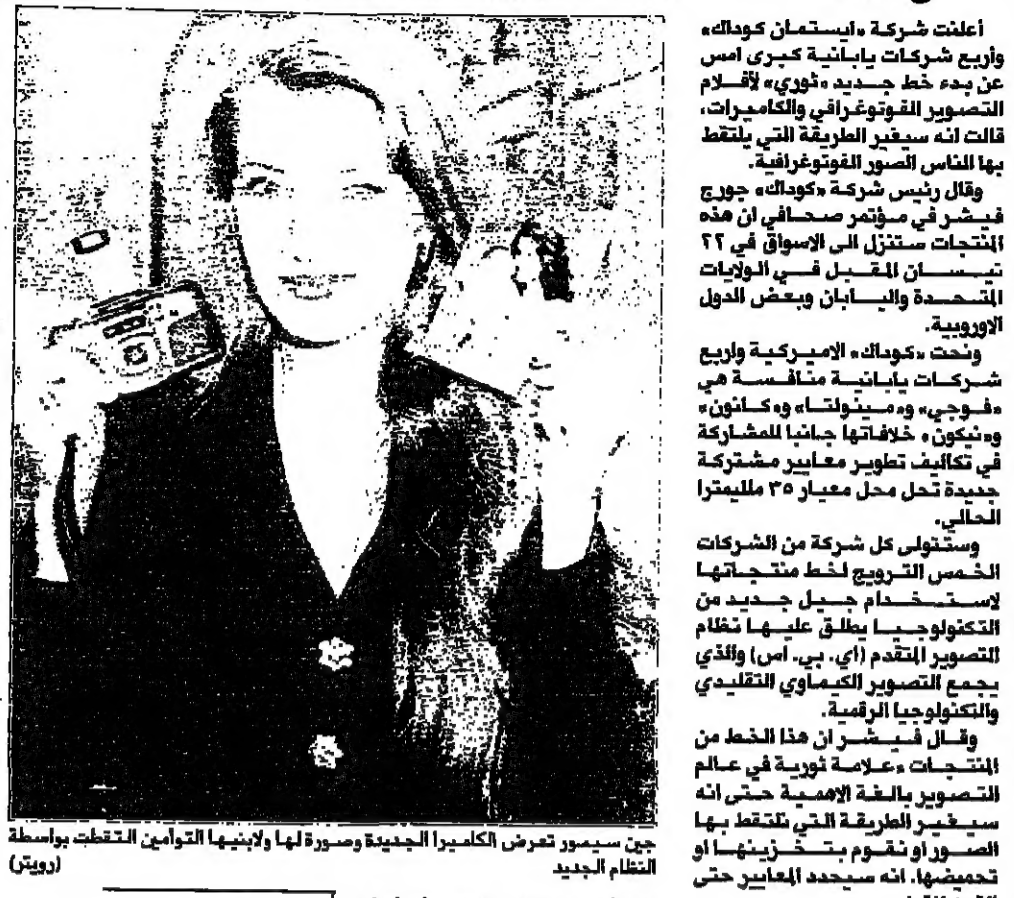 أعلنت شركة «ايستمان كوداك»
وأربع شركات يابانية كبرى امس
عن بدء خط جديد «ثوري» لأفلام
التصوير الفوتوغرافي والكاميرات،
قالت انه سيغير الطريقة التي يلتقط
بها الناس الصور الفوتوغرافية.
وقال رئيس شركة «كوداك» جورج
فيشر في مؤتمر صحافي ان هذه
المنتجات ستنزل الى الاسواق في ٢٢
نيسان المقبل في الولايات
المتحدة واليابان وبعض الدول
الاوروبية.
ونحت «كوداك» الاميركية واربع
شركات يابانية منافسة هي
«فوجي» و«مينولتا» و«كانون»
و«نيكون» خلافاتها جانبا للمشاركة
في تكاليف تطوير معايير مشتركة
جديدة تحل محل معيار ٣٥ ملليمترا
الحالي.
وستتولى كل شركة من الشركات
الخمس الترويج لخط منتجاتها
لاستخدام جيل جديد من
التكنولوجيا يطلق عليها نظام
التصوير المتقدم (اي. بي. اس) والذي
يجمع التصوير الكيماوي التقليدي
والتكنولوجيا الرقمية.
وقال فيشر ان هذا الخط من
المنتجات «علامة ثورية في عالم
التصوير بالغة الاهمية حتى انه
سيغير الطريقة التي نلتقط بها
الصور او نقوم بتخزينها او
تحميضها. انه سيحدد المعايير حتى
جين سيمور تعرض الكاميرا الجديدة وصورة لها ولابنيها التوأمين التقطت بواسطة
النظام الجديد (رويتر)